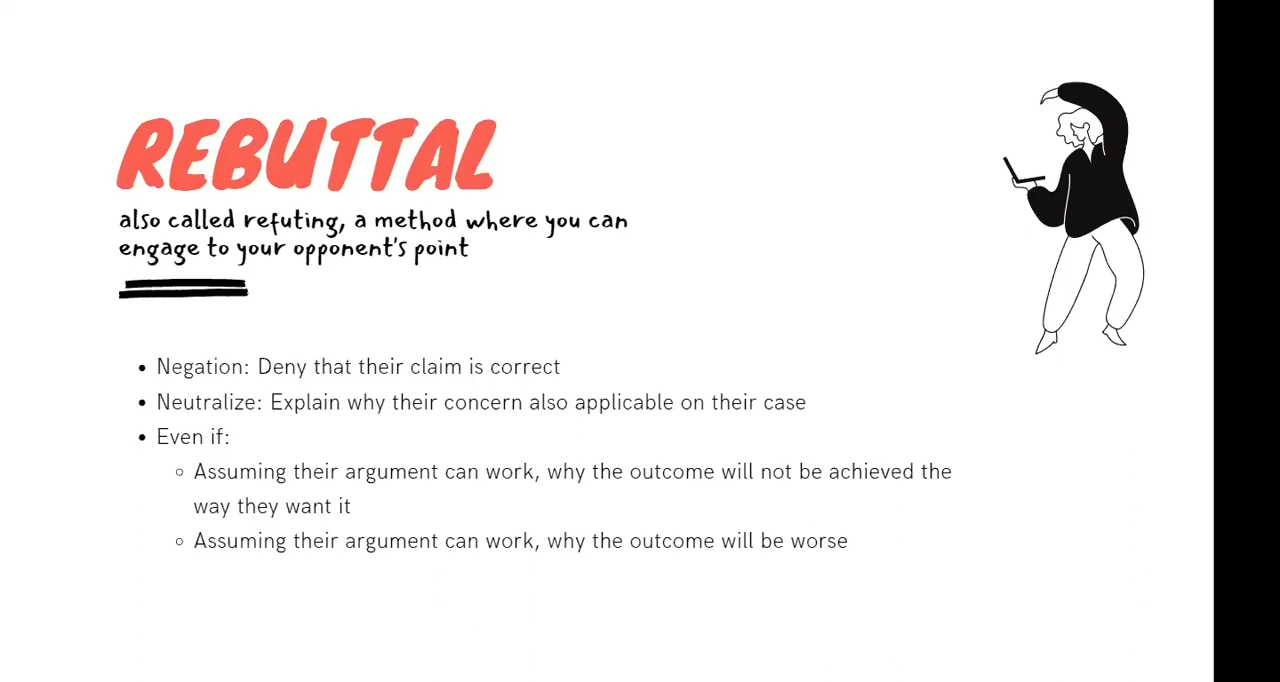 REBUTTAL
also called refuting, a method where you can
engage to your opponent's point
• Negation: Deny that their claim is correct
• Neutralize: Explain why their concern also applicable on their case
• Even if:
◦ Assuming their argument can work, why the outcome will not be achieved the
way they want it
◦ Assuming their argument can work, why the outcome will be worse